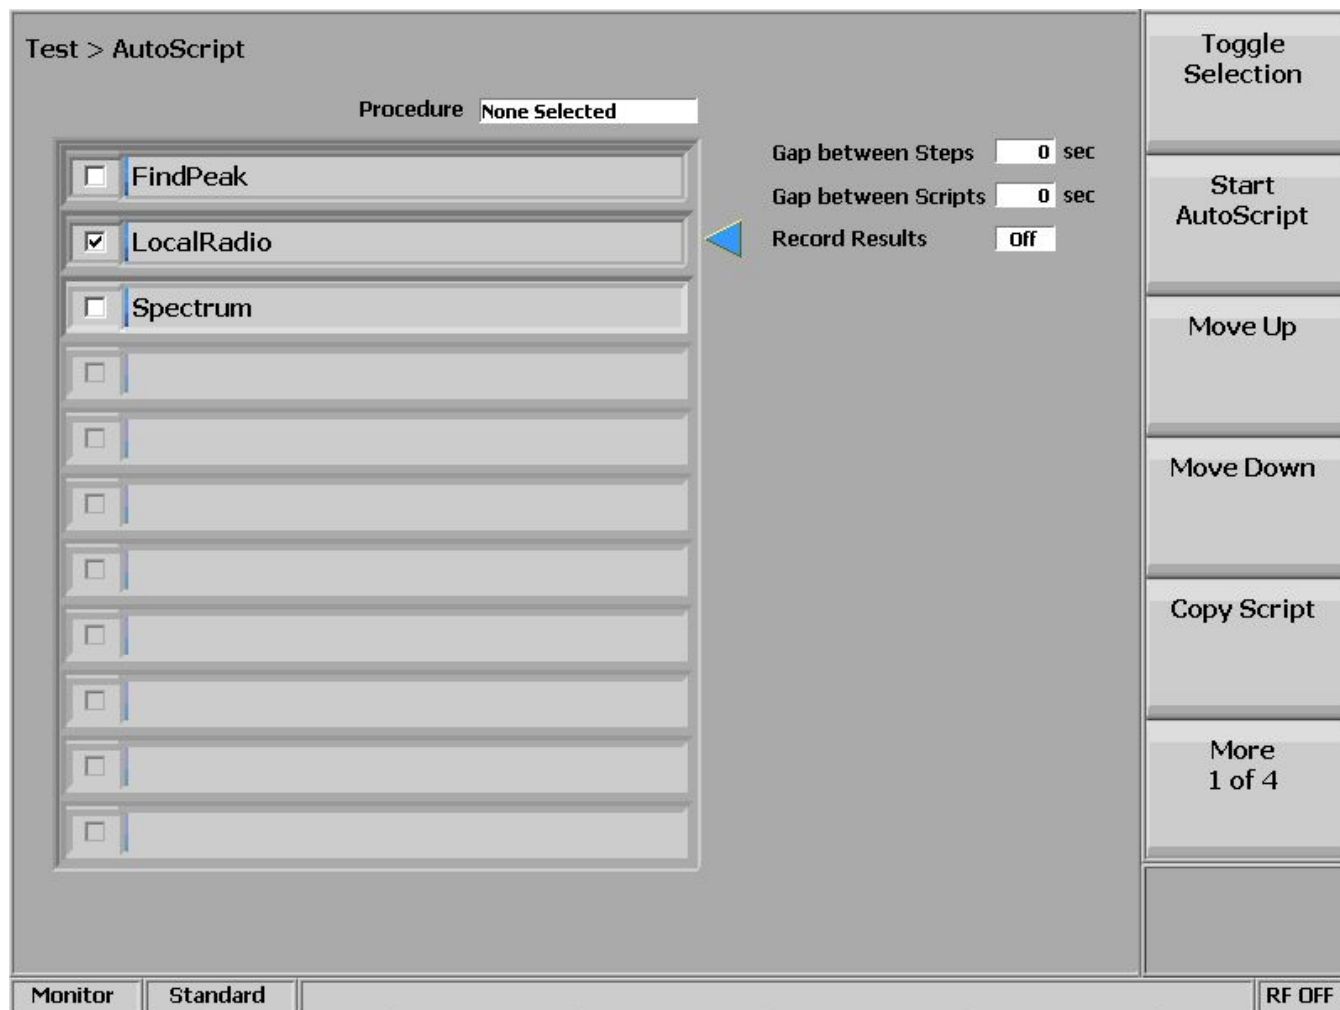 Test > AutoScript
Procedure None Selected
FindPeak
LocalRadio
Spectrum
Gap between Steps 0 sec
Gap between Scripts 0 sec
Record Results Off
Toggle
Selection
Start
AutoScript
Move Up
Move Down
Copy Script
More
1 of 4
Monitor Standard RF OFF